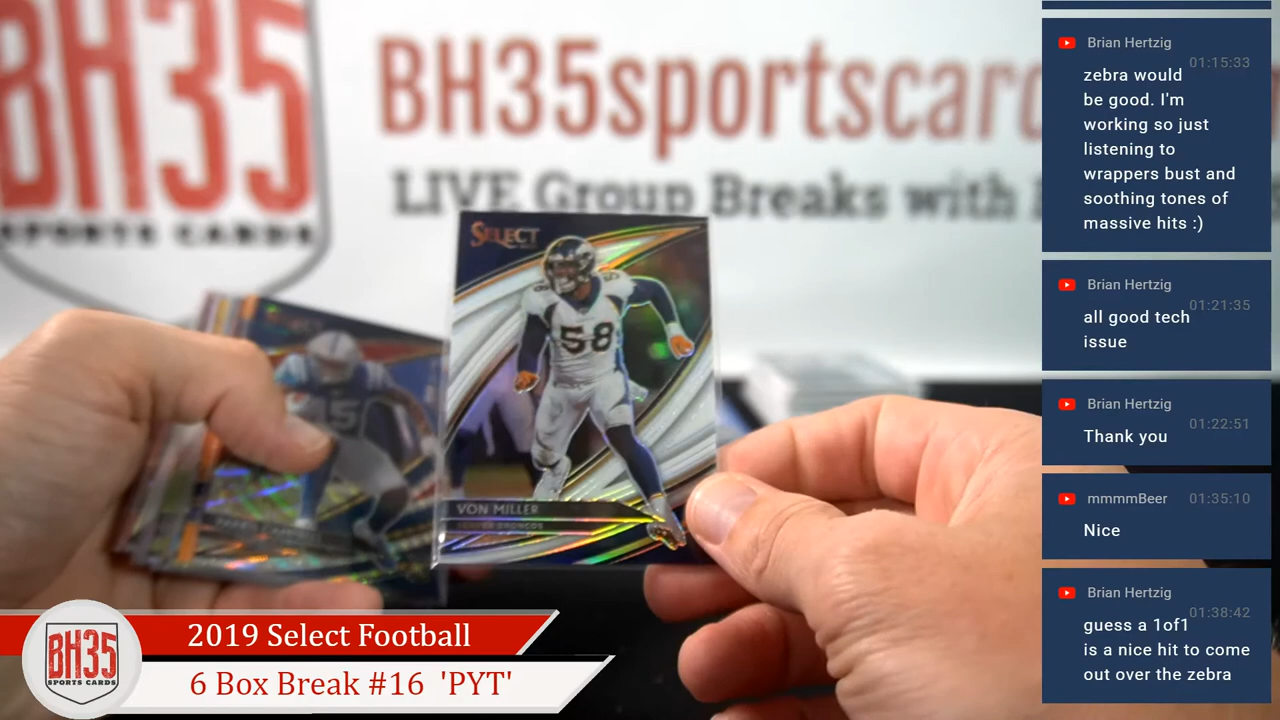 BH35
SPORTS CARDS
BH35sportscard
LIVE Group Breaks with
SELECT
58
58
VON MILLER
DENVER BRONCOS
SELECT
2019 Select Football
6 Box Break #16 'PYT'
BH35
SPORTS CARDS
Brian Hertzig
01:15:33
zebra would
be good. I'm
working so just
listening to
wrappers bust and
soothing tones of
massive hits :)
Brian Hertzig
01:21:35
all good tech
issue
Brian Hertzig
01:22:51
Thank you
mmmmBeer 01:35:10
Nice
Brian Hertzig
01:38:42
guess a 1of1
is a nice hit to come
out over the zebra